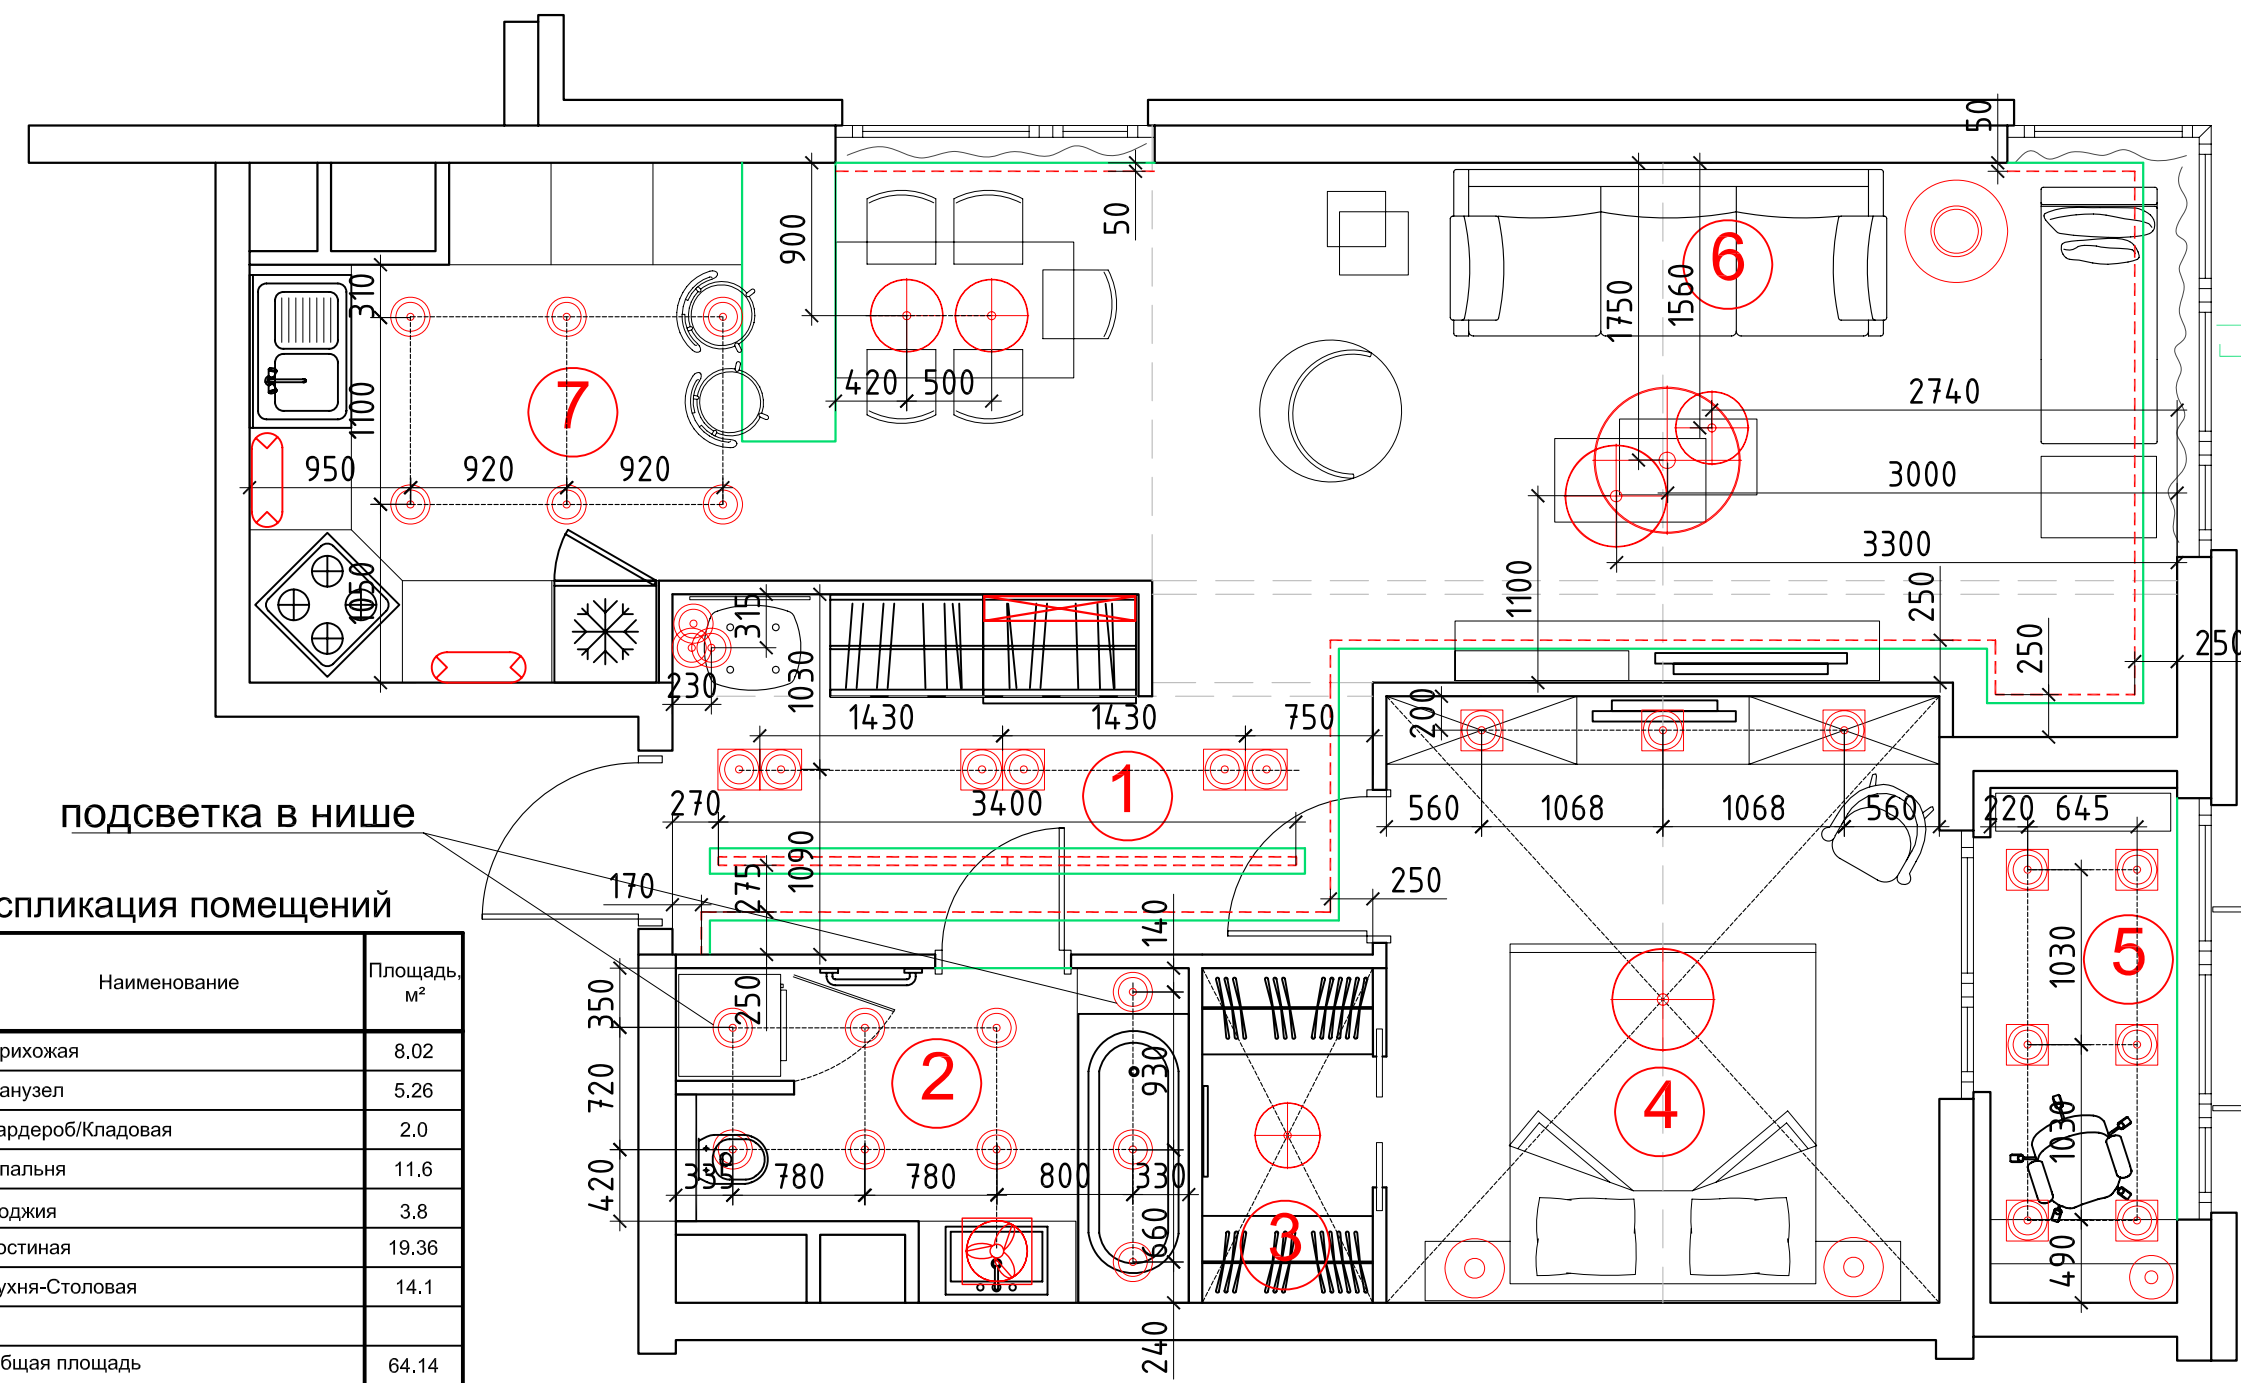 50
50
900
6
310
1750
1560
420 500
2740
7
1100
950 920 920
3000
3300
1050
315
1100
250
1030
250
250
230
1430 1430 750
200
1
подсветка в нише
270 3400
560 1068 1068 560 220 645
1090
275
170
250
спликация помещений
140
1030
5
Наименование
Площадь, м²
350
250
рихожая 8.02
2
930
анузел 5.26
720
4
1030
ардероб/Кладовая 2.0
пальня 11.6
335 780 780 800 330
420
оджия 3.8
3
660
остиная 19.36
490
ухня-Столовая 14.1
240
бщая площадь 64.14